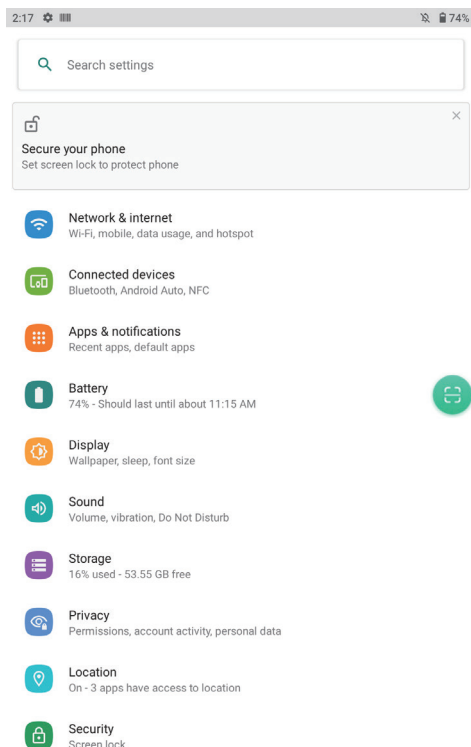 2:17
74%
Search settings
Secure your phone
Set screen lock to protect phone
Network & internet
Wi-Fi, mobile, data usage, and hotspot
Connected devices
Bluetooth, Android Auto, NFC
Apps & notifications
Recent apps, default apps
Battery
74% - Should last until about 11:15 AM
Display
Wallpaper, sleep, font size
Sound
Volume, vibration, Do Not Disturb
Storage
16% used - 53.55 GB free
Privacy
Permissions, account activity, personal data
Location
On - 3 apps have access to location
Security
Screen lock